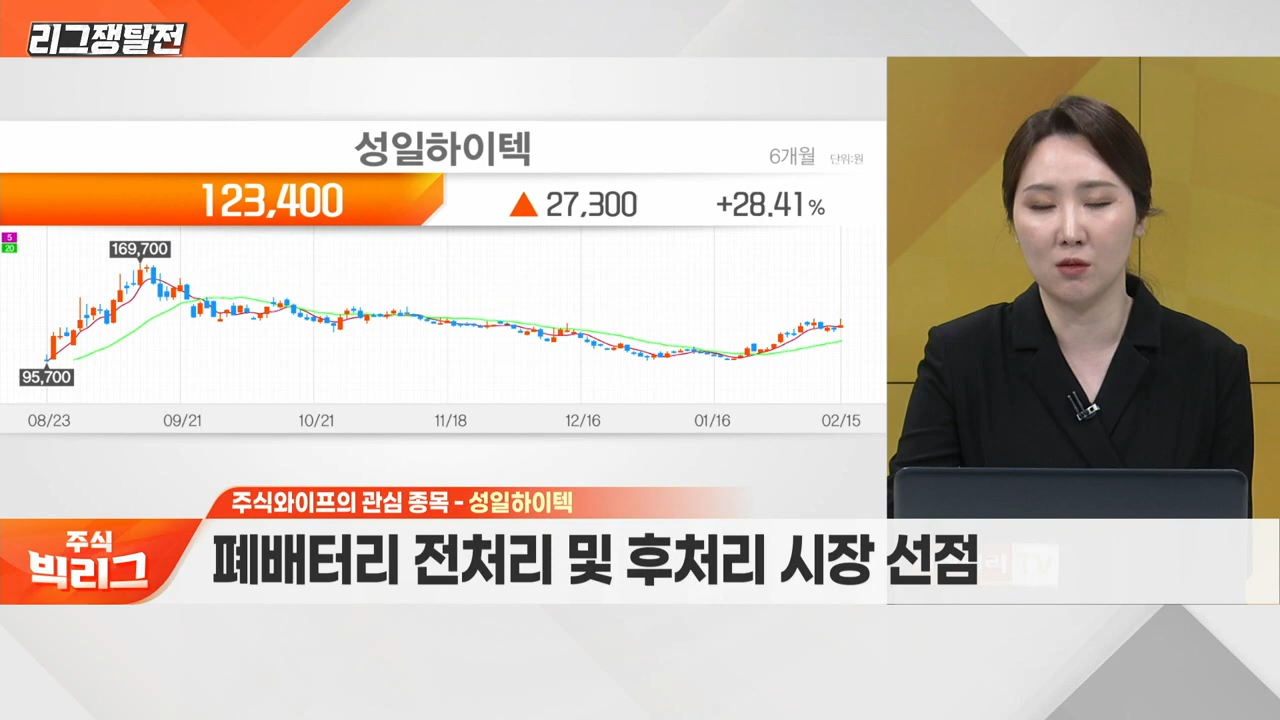 리그쟁탈전
성일하이텍
6개월 단위:원
123,400 ▲ 27,300 +28.41%
5
20
169,700
95,700
08/23 09/21 10/21 11/18 12/16 01/16 02/15
주식와이프의 관심 종목 - 성일하이텍
주식
빅리그
폐배터리 전처리 및 후처리 시장 선점
TV